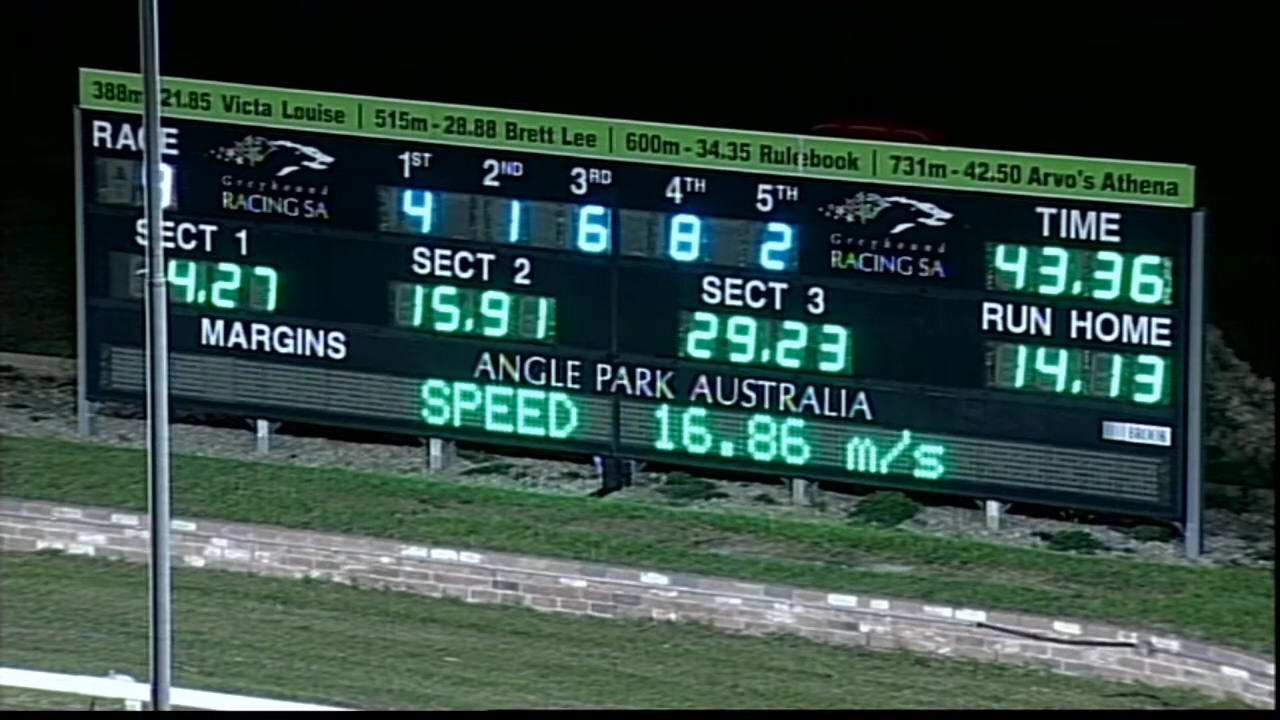 388m 21.85 Victa Louise | 515m - 28.88 Brett Lee | 600m - 34.35 Rulebook | 731m - 42.50 Arvo's Athena
RACE
Greyhound
RACING SA
1ST 2ND 3RD 4TH 5TH
4 1 6 8 2
Greyhound
RACING SA
TIME
43.36
SECT 1
4.27
SECT 2
15.91
SECT 3
29.23
RUN HOME
14.13
MARGINS
ANGLE PARK AUSTRALIA
SPEED 16.86 m/s